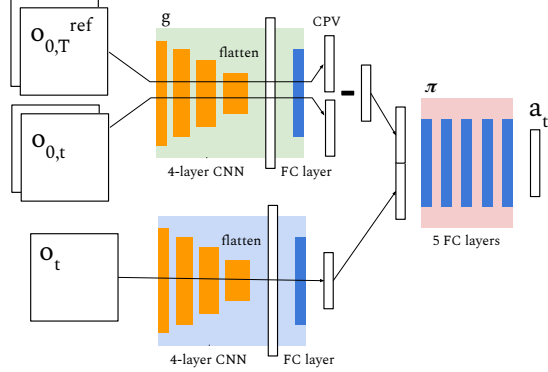 g
CPV
o0,T ref
flatten
π
at
o0,t
4-layer CNN
FC layer
flatten
ot
5 FC layers
4-layer CNN
FC layer